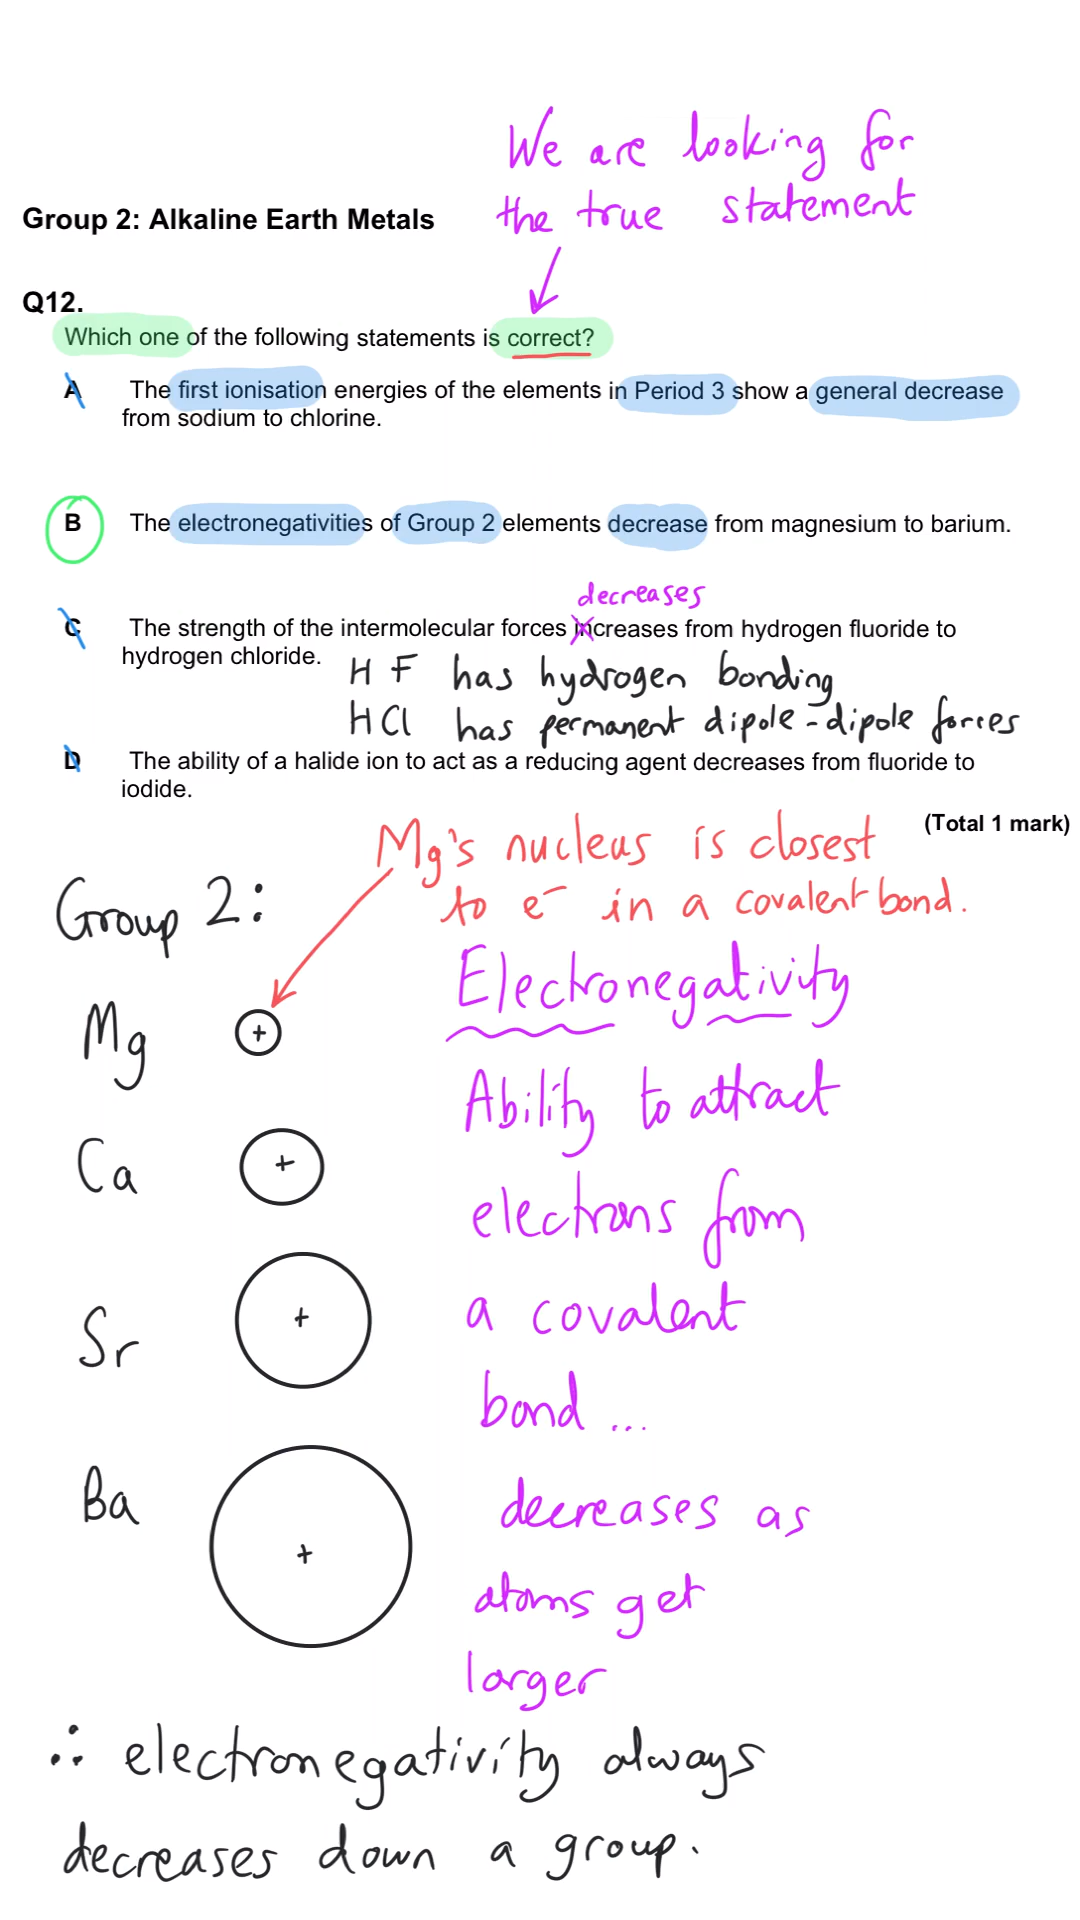 We are looking for
the true statement
Group 2: Alkaline Earth Metals
Q12.
Which one of the following statements is correct?
A The first ionisation energies of the elements in Period 3 show a general decrease
from sodium to chlorine.
B The electronegativities of Group 2 elements decrease from magnesium to barium.
decreases
C The strength of the intermolecular forces increases from hydrogen fluoride to
hydrogen chloride.
HF has hydrogen bonding
HCl has permanent dipole-dipole forces
D The ability of a halide ion to act as a reducing agent decreases from fluoride to
iodide.
(Total 1 mark)
Mg's nucleus is closest
to e⁻ in a covalent bond.
Group 2:
Electronegativity
Mg +
Ability to attract
Ca +
electrons from
a covalent
Sr +
bond...
Ba +
decreases as
atoms get
larger
∴ electronegativity always
decreases down a group.